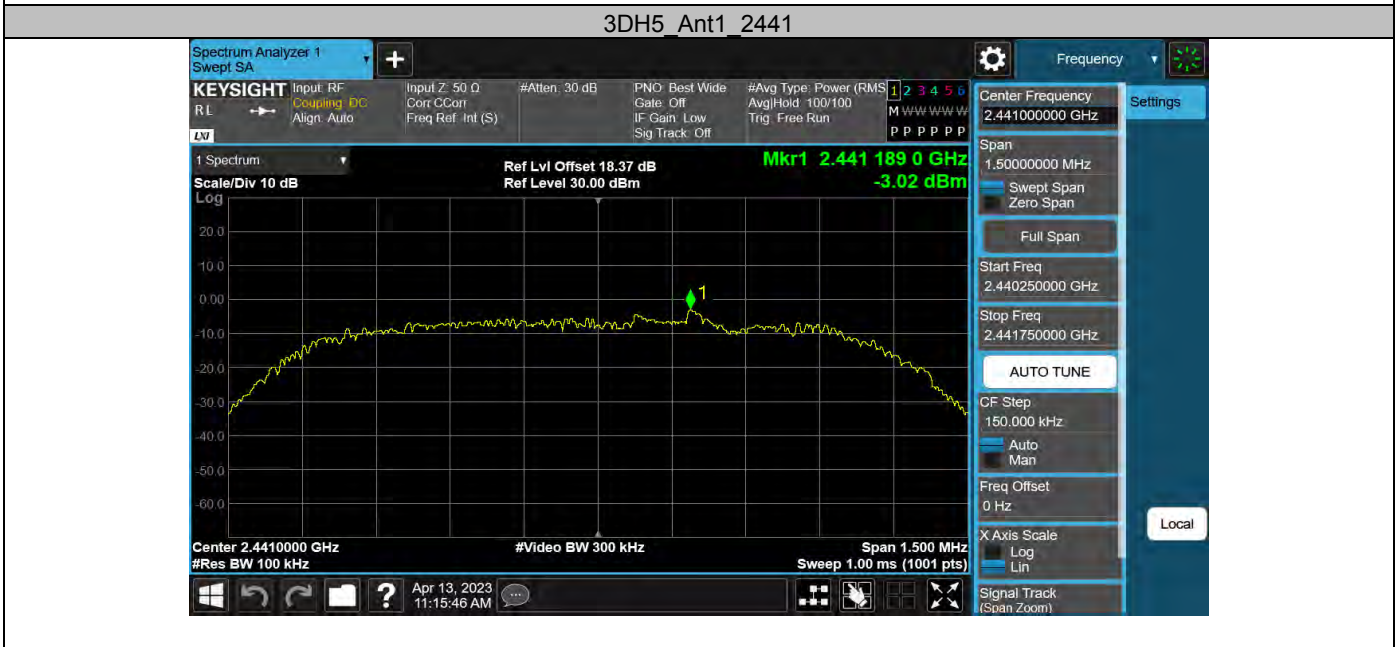 3DH5_Ant1_2441
Spectrum Analyzer 1
Swept SA
+
Frequency
KEYSIGHT
RL
LXI
Input: RF
Coupling: DC
Align: Auto
Input Z: 50 Ω
Corr CCorr
Freq Ref: Int (S)
#Atten: 30 dB
PNO: Best Wide
Gate: Off
IF Gain: Low
Sig Track: Off
#Avg Type: Power (RMS
Avg|Hold: 100/100
Trig: Free Run
1 2 3 4 5 6
M W W W W W
P P P P P P
1 Spectrum
Scale/Div 10 dB
Log
Ref Lvl Offset 18.37 dB
Ref Level 30.00 dBm
Mkr1 2.441 189 0 GHz
-3.02 dBm
20.0
10.0
0.00
-10.0
-20.0
-30.0
-40.0
-50.0
-60.0
1
Center 2.4410000 GHz
#Res BW 100 kHz
#Video BW 300 kHz
Span 1.500 MHz
Sweep 1.00 ms (1001 pts)
Center Frequency
2.441000000 GHz
Settings
Span
1.50000000 MHz
Swept Span
Zero Span
Full Span
Start Freq
2.440250000 GHz
Stop Freq
2.441750000 GHz
AUTO TUNE
CF Step
150.000 kHz
Auto
Man
Freq Offset
0 Hz
X Axis Scale
Log
Lin
Local
Signal Track
(Span Zoom)
?
Apr 13, 2023
11:15:46 AM